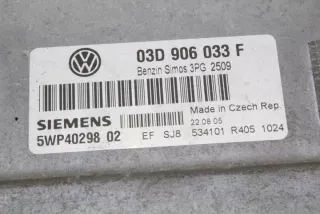 03D 906 033 F
Benzin Simos 3PG 2509
Made in Czech Rep.
SIEMENS 22.08.05
5WP40298 02 EF SJ8 534101 R405 1024